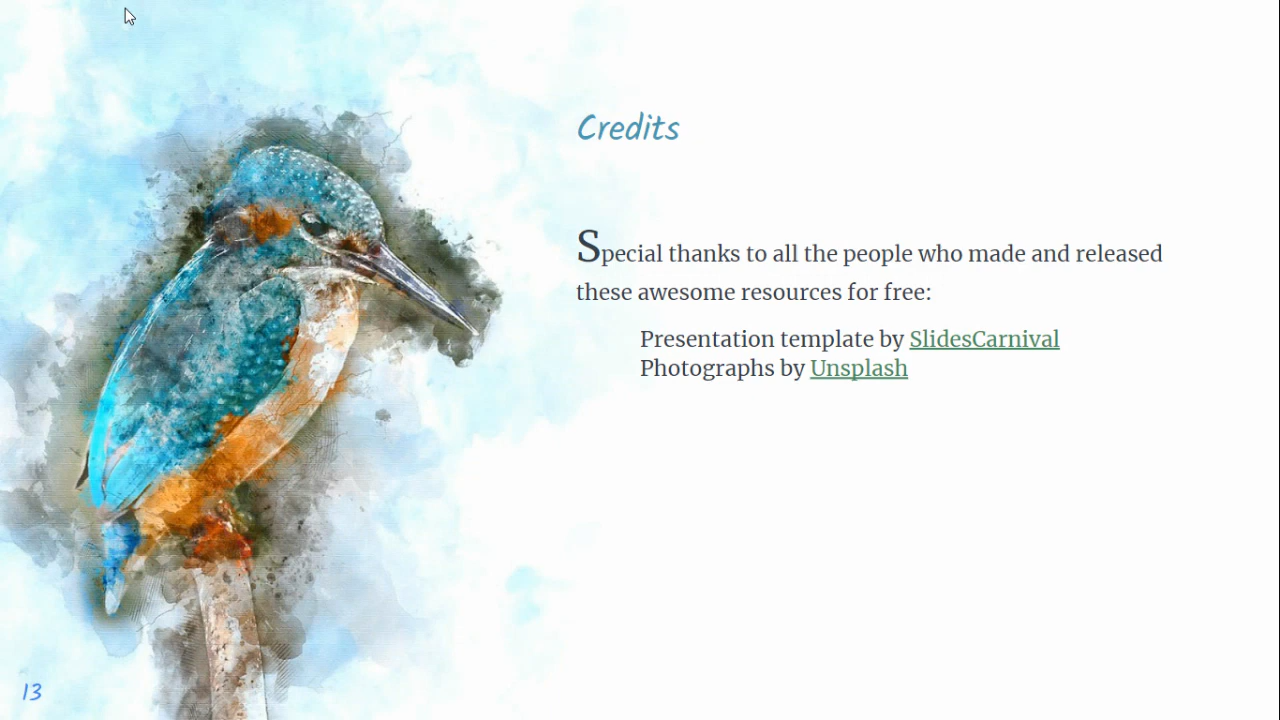 Credits
Special thanks to all the people who made and released
these awesome resources for free:
Presentation template by SlidesCarnival
Photographs by Unsplash
13